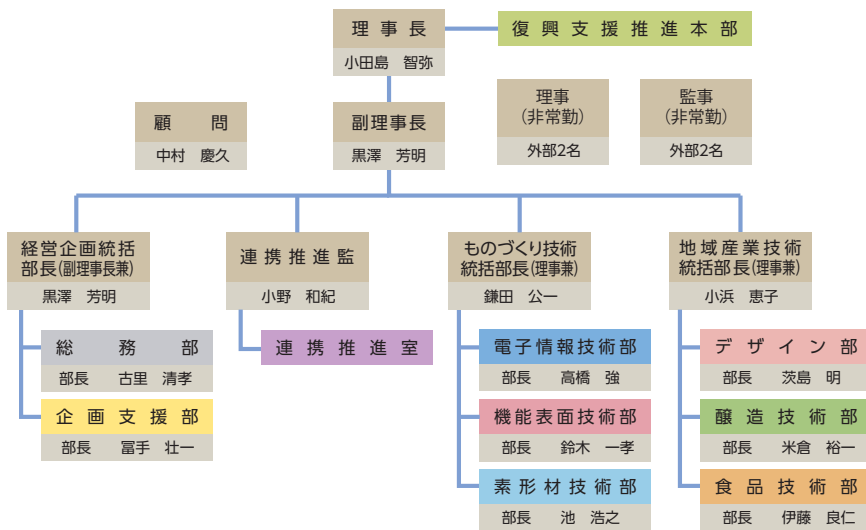 理事長
小田島 智弥
復興支援推進本部
顧問
中村 慶久
副理事長
黒澤 芳明
理事
(非常勤)
外部2名
監事
(非常勤)
外部2名
経営企画統括
部長(副理事長兼)
黒澤 芳明
連携推進監
小野 和紀
ものづくり技術
統括部長(理事兼)
鎌田 公一
地域産業技術
統括部長(理事兼)
小浜 恵子
総務部
部長 古里 清孝
企画支援部
部長 冨手 壮一
連携推進室
電子情報技術部
部長 高橋 強
機能表面技術部
部長 鈴木 一孝
素形材技術部
部長 池 浩之
デザイン部
部長 茨島 明
醸造技術部
部長 米倉 裕一
食品技術部
部長 伊藤 良仁